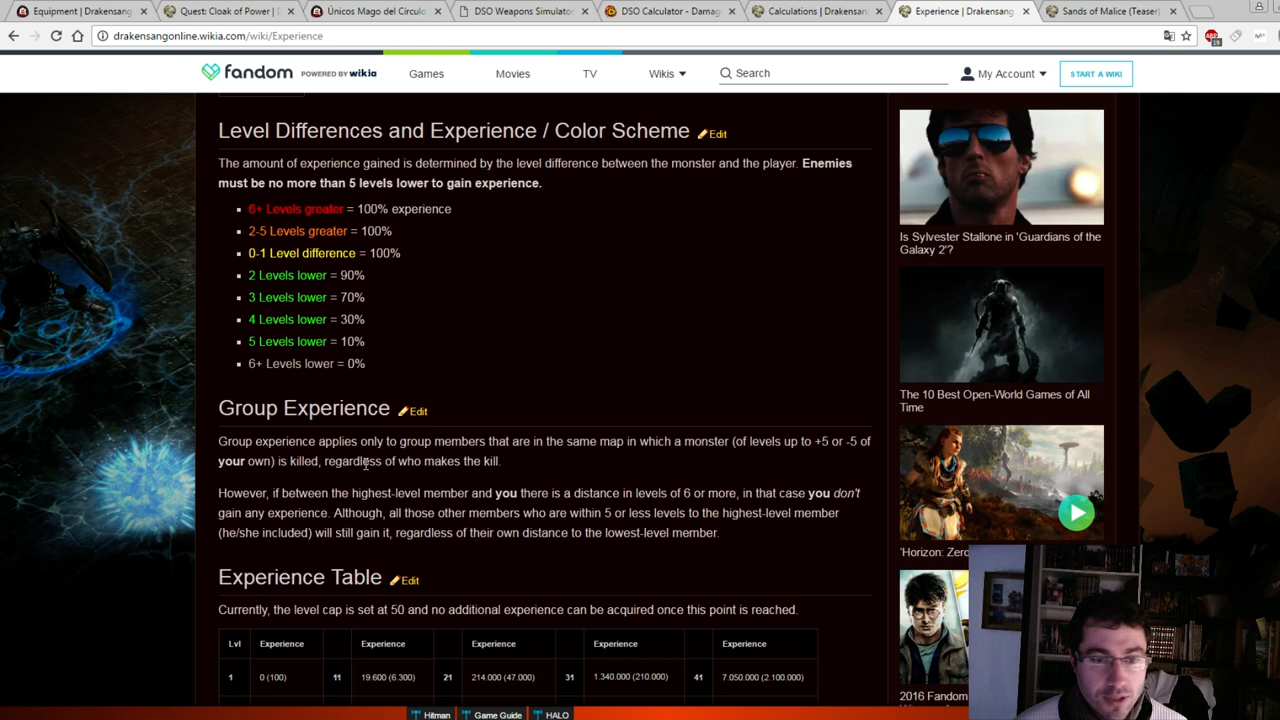 Equipment | Drakensang
Quest: Cloak of Power | D
Únicos Mago del Círculo
DSO Weapons Simulator
DSO Calculator - Damage
Calculations | Drakensang
Experience | Drakensang
Sands of Malice (Teaser)
drakensangonline.wikia.com/wiki/Experience
fandom POWERED BY wikia
Games
Movies
TV
Wikis
Search
My Account
START A WIKI
Level Differences and Experience / Color Scheme Edit
The amount of experience gained is determined by the level difference between the monster and the player. Enemies
must be no more than 5 levels lower to gain experience.
6+ Levels greater = 100% experience
2-5 Levels greater = 100%
0-1 Level difference = 100%
2 Levels lower = 90%
3 Levels lower = 70%
4 Levels lower = 30%
5 Levels lower = 10%
6+ Levels lower = 0%
Group Experience Edit
Group experience applies only to group members that are in the same map in which a monster (of levels up to +5 or -5 of
your own) is killed, regardless of who makes the kill.
However, if between the highest-level member and you there is a distance in levels of 6 or more, in that case you don't
gain any experience. Although, all those other members who are within 5 or less levels to the highest-level member
(he/she included) will still gain it, regardless of their own distance to the lowest-level member.
Experience Table Edit
Currently, the level cap is set at 50 and no additional experience can be acquired once this point is reached.
Lvl Experience Experience Experience Experience Experience
1 0 (100) 11 19.600 (6.300) 21 214.000 (47.000) 31 1.340.000 (210.000) 41 7.050.000 (2.100.000)
Is Sylvester Stallone in 'Guardians of the
Galaxy 2'?
The 10 Best Open-World Games of All
Time
'Horizon: Zero
2016 Fandom
Hitman
Game Guide
HALO